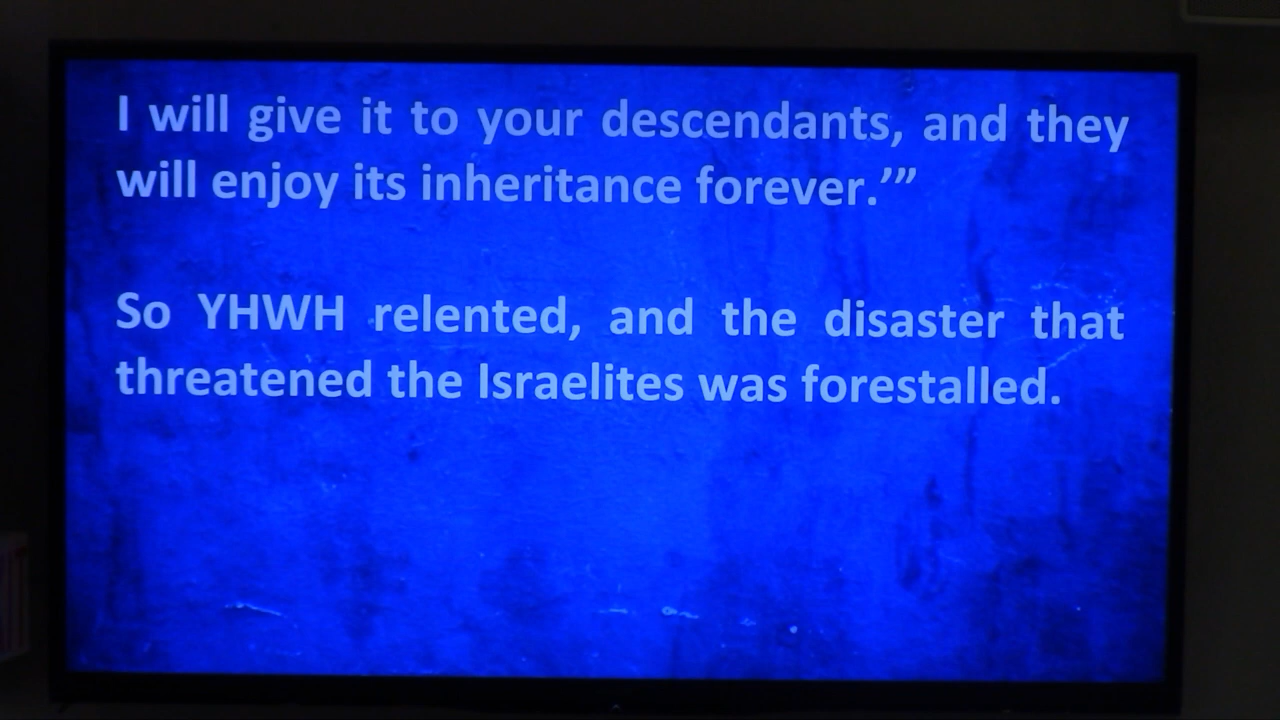 I will give it to your descendants, and they
will enjoy its inheritance forever.’”
So YHWH relented, and the disaster that
threatened the Israelites was forestalled.